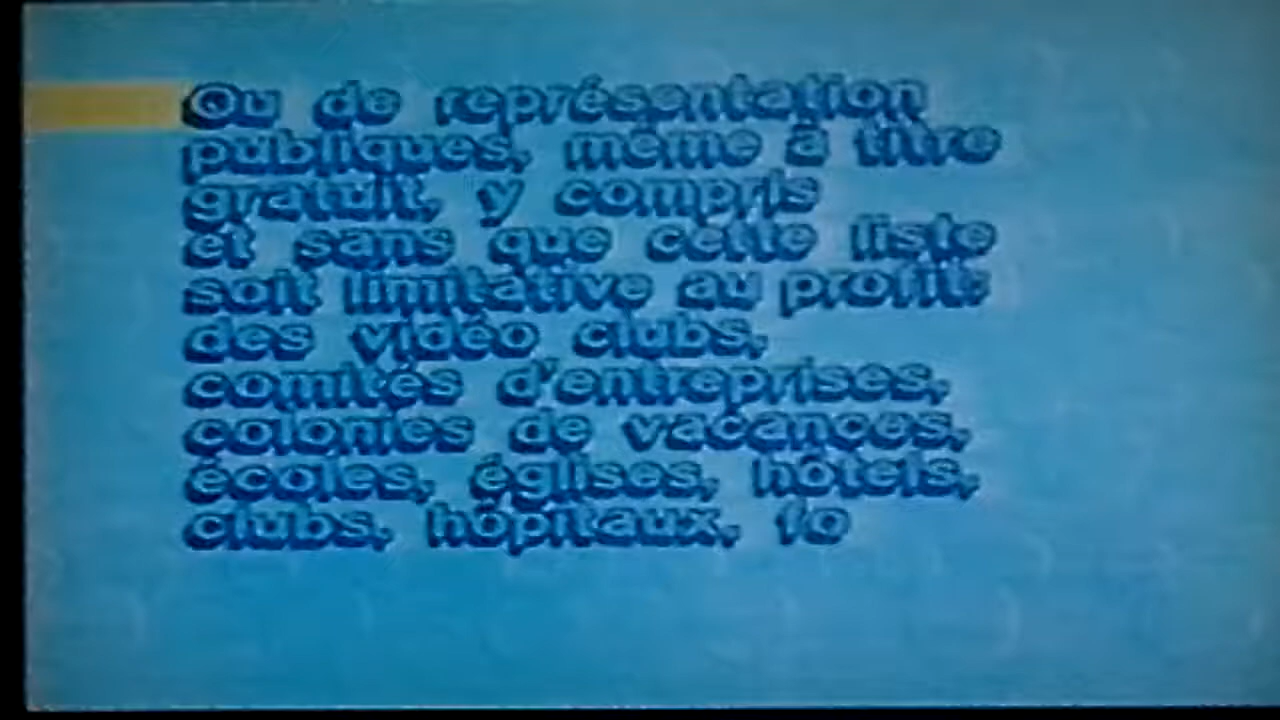 Ou de représentation
publiques, même à titre
gratuit, y compris
et sans que cette liste
soit limitative au profit:
des vidéo clubs,
comités d'entreprises,
colonies de vacances,
écoles, églises, hôtels,
clubs, hôpitaux, fo